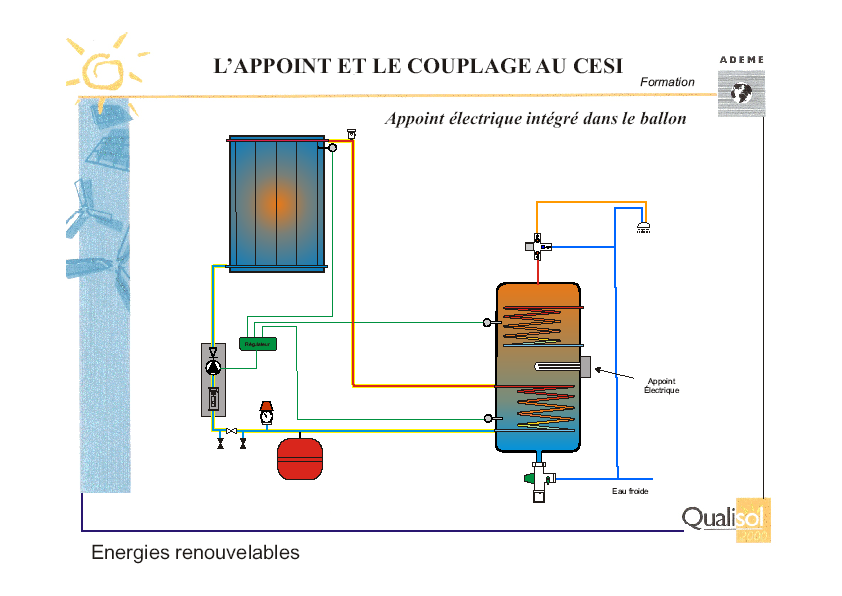 L'APPOINT ET LE COUPLAGE AU CESI
Formation
ADEME
Appoint électrique intégré dans le ballon
Régulateur
Appoint
Électrique
Eau froide
Qualisol
2000
Energies renouvelables